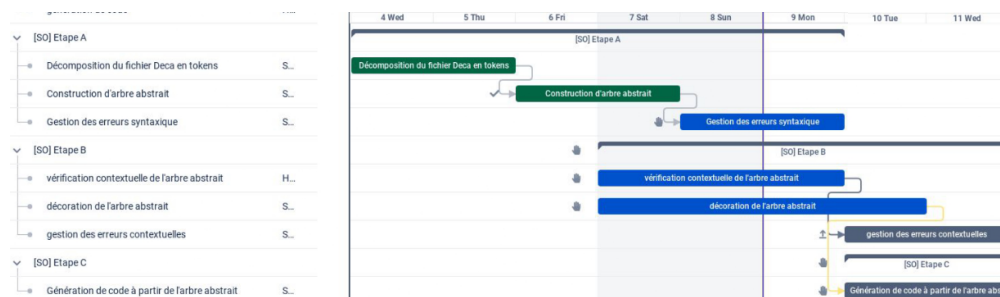 4 Wed 5 Thu 6 Fri 7 Sat 8 Sun 9 Mon 10 Tue 11 Wed
[SO] Etape A [SO] Etape A
Décomposition du fichier Deca en tokens S... Décomposition du fichier Deca en tokens
Construction d'arbre abstrait S... Construction d'arbre abstrait
Gestion des erreurs syntaxique S... Gestion des erreurs syntaxique
[SO] Etape B [SO] Etape B
vérification contextuelle de l'arbre abstrait H... vérification contextuelle de l'arbre abstrait
décoration de l'arbre abstrait S... décoration de l'arbre abstrait
gestion des erreurs contextuelles S... gestion des erreurs contextuelles
[SO] Etape C [SO] Etape C
Génération de code à partir de l'arbre abstrait S... Génération de code à partir de l'arbre abs